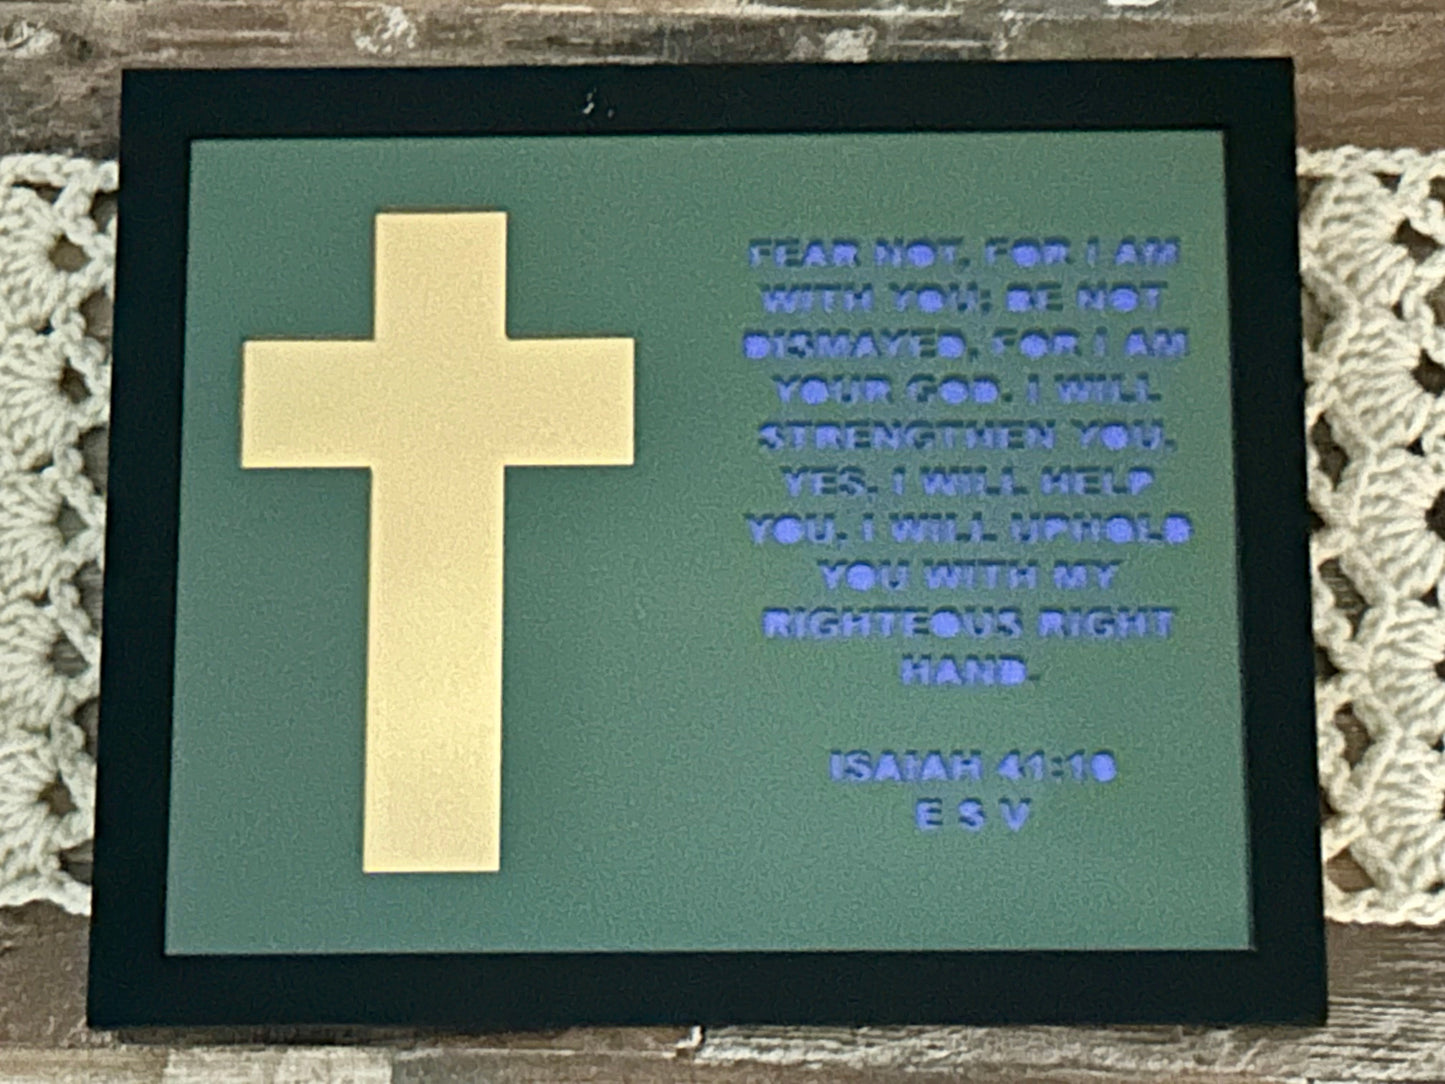 FEAR NOT, FOR I AM
WITH YOU; BE NOT
DISMAYED, FOR I AM
YOUR GOD. I WILL
STRENGTHEN YOU,
YES, I WILL HELP
YOU, I WILL UPHOLD
YOU WITH MY
RIGHTEOUS RIGHT
HAND.
ISAIAH 41:10
E S V